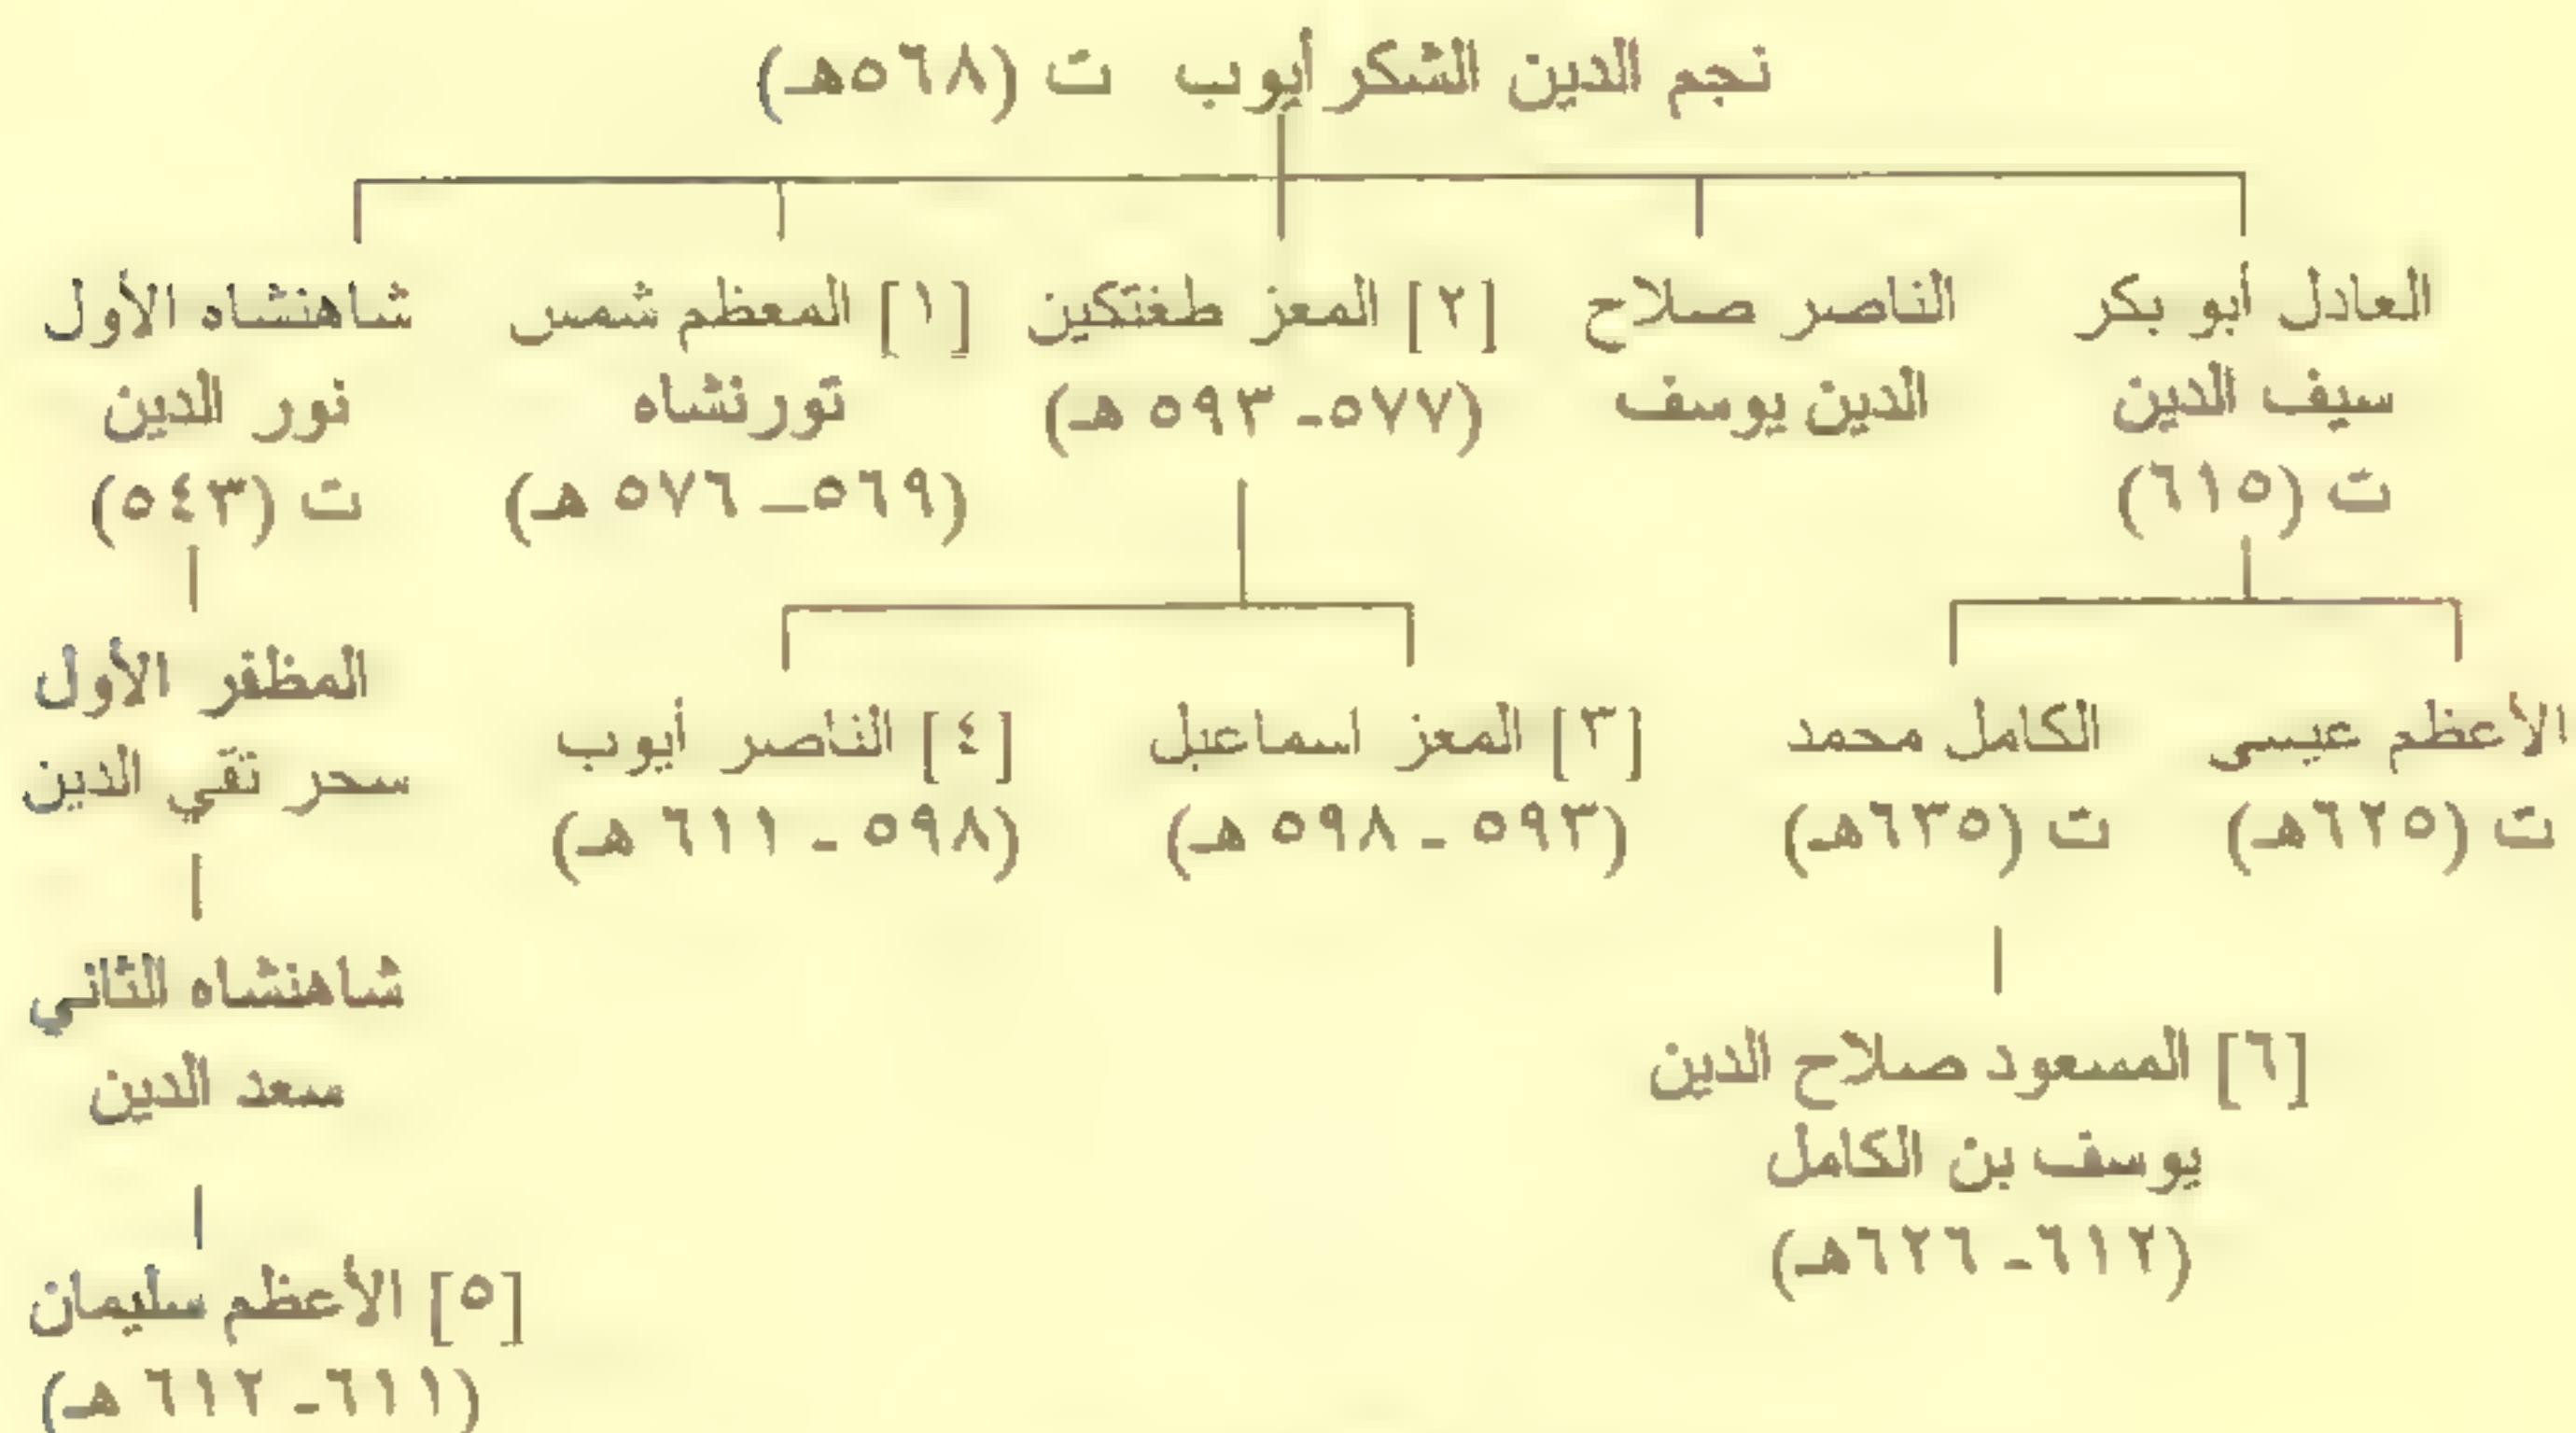 نجم الدين الشكر أيوب ت (٥٦٨هـ)
العادل أبو بكر
سيف الدين
ت (٦١٥)
الناصر صلاح
الدين يوسف
[٢] المعز طغتكين
(٥٧٧- ٥٩٣ هـ)
[١] المعظم شمس
تورنشاه
(٥٦٩– ٥٧٦ هـ)
شاهنشاه الأول
نور الدين
ت (٥٤٣)
الأعظم عيسى
ت (٦٢٥هـ)
الكامل محمد
ت (٦٣٥هـ)
[٣] المعز اسماعيل
(٥٩٣ - ٥٩٨ هـ)
[٤] الناصر أيوب
(٥٩٨ - ٦١١ هـ)
المظفر الأول
سحر تقي الدين
شاهنشاه الثاني
سعد الدين
[٦] المسعود صلاح الدين
يوسف بن الكامل
(٦١٢- ٦٢٦هـ)
[٥] الأعظم سليمان
(٦١١- ٦١٢ هـ)